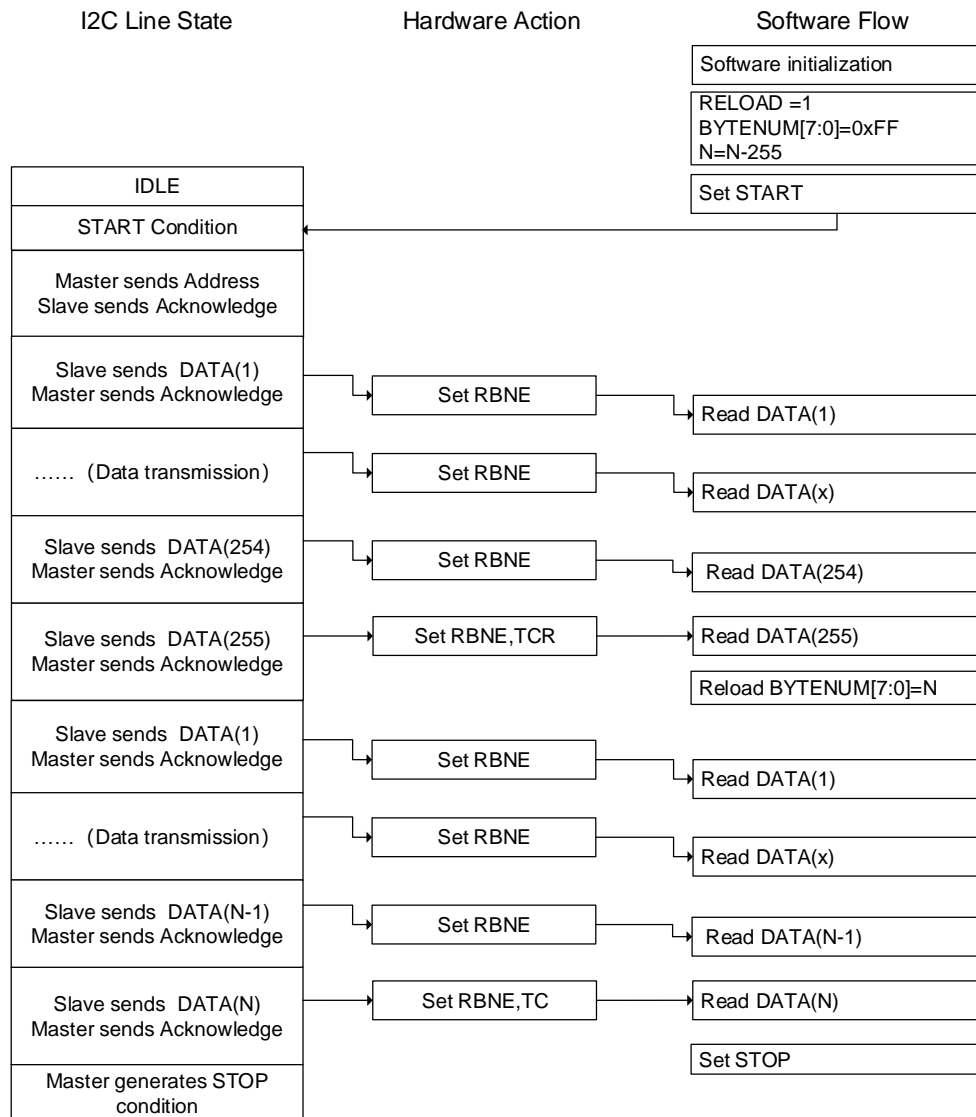 I2C Line State
Hardware Action
Software Flow
Software initialization
RELOAD =1
BYTENUM[7:0]=0xFF
N=N-255
IDLE
Set START
START Condition
Master sends Address
Slave sends Acknowledge
Slave sends DATA(1)
Master sends Acknowledge
Set RBNE
Read DATA(1)
...... (Data transmission)
Set RBNE
Read DATA(x)
Slave sends DATA(254)
Master sends Acknowledge
Set RBNE
Read DATA(254)
Slave sends DATA(255)
Master sends Acknowledge
Set RBNE,TCR
Read DATA(255)
Reload BYTENUM[7:0]=N
Slave sends DATA(1)
Master sends Acknowledge
Set RBNE
Read DATA(1)
...... (Data transmission)
Set RBNE
Read DATA(x)
Slave sends DATA(N-1)
Master sends Acknowledge
Set RBNE
Read DATA(N-1)
Slave sends DATA(N)
Master sends Acknowledge
Set RBNE,TC
Read DATA(N)
Set STOP
Master generates STOP
condition